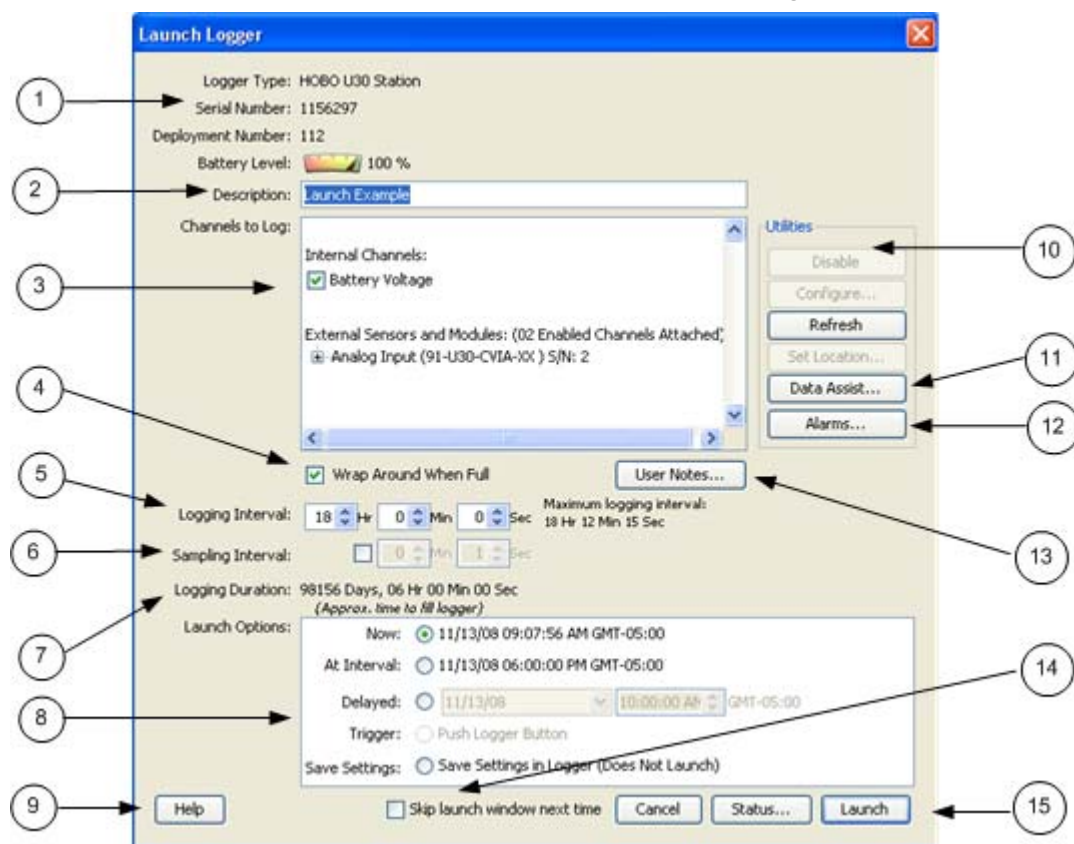 Launch Logger
Logger Type: HOBO U30 Station
1
Serial Number: 1156297
Deployment Number: 112
Battery Level: 100 %
2
Description: Launch Example
Channels to Log:
Utilities
10
Internal Channels:
Disable
3
Battery Voltage
Configure...
External Sensors and Modules: (02 Enabled Channels Attached)
Refresh
Analog Input (91-U30-CVIA-XX ) S/N: 2
Set Location...
11
4
Data Assist...
Alarms...
12
5
Wrap Around When Full
User Notes...
Logging Interval: 18 Hr 0 Min 0 Sec
Maximum logging interval:
18 Hr 12 Min 15 Sec
6
Sampling Interval: 0 Min 1 Sec
13
Logging Duration: 98156 Days, 06 Hr 00 Min 00 Sec
(Approx. time to fill logger)
7
Launch Options:
Now: 11/13/08 09:07:56 AM GMT-05:00
At Interval: 11/13/08 06:00:00 PM GMT-05:00
14
8
Delayed: 11/13/08 10:00:00 AM GMT-05:00
Trigger: Push Logger Button
Save Settings: Save Settings in Logger (Does Not Launch)
9
Help
Skip launch window next time
Cancel
Status...
Launch
15